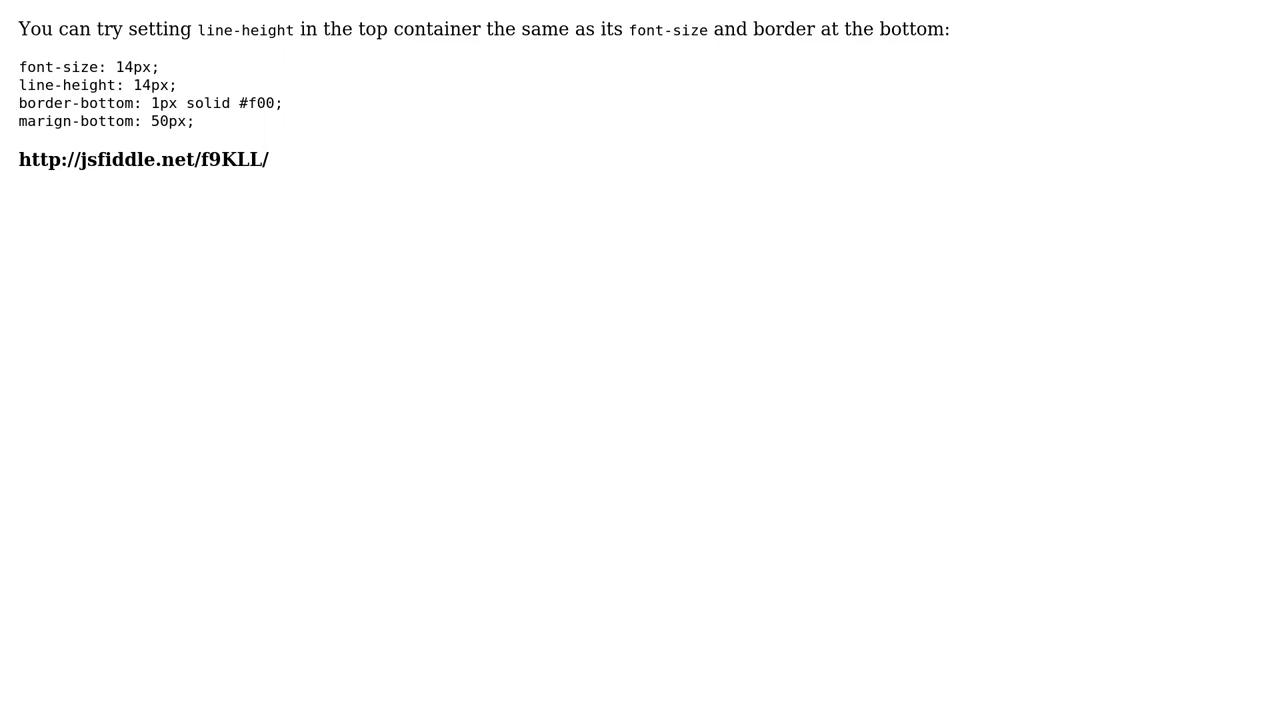 You can try setting line-height in the top container the same as its font-size and border at the bottom:
font-size: 14px;
line-height: 14px;
border-bottom: 1px solid #f00;
marign-bottom: 50px;
http://jsfiddle.net/f9KLL/